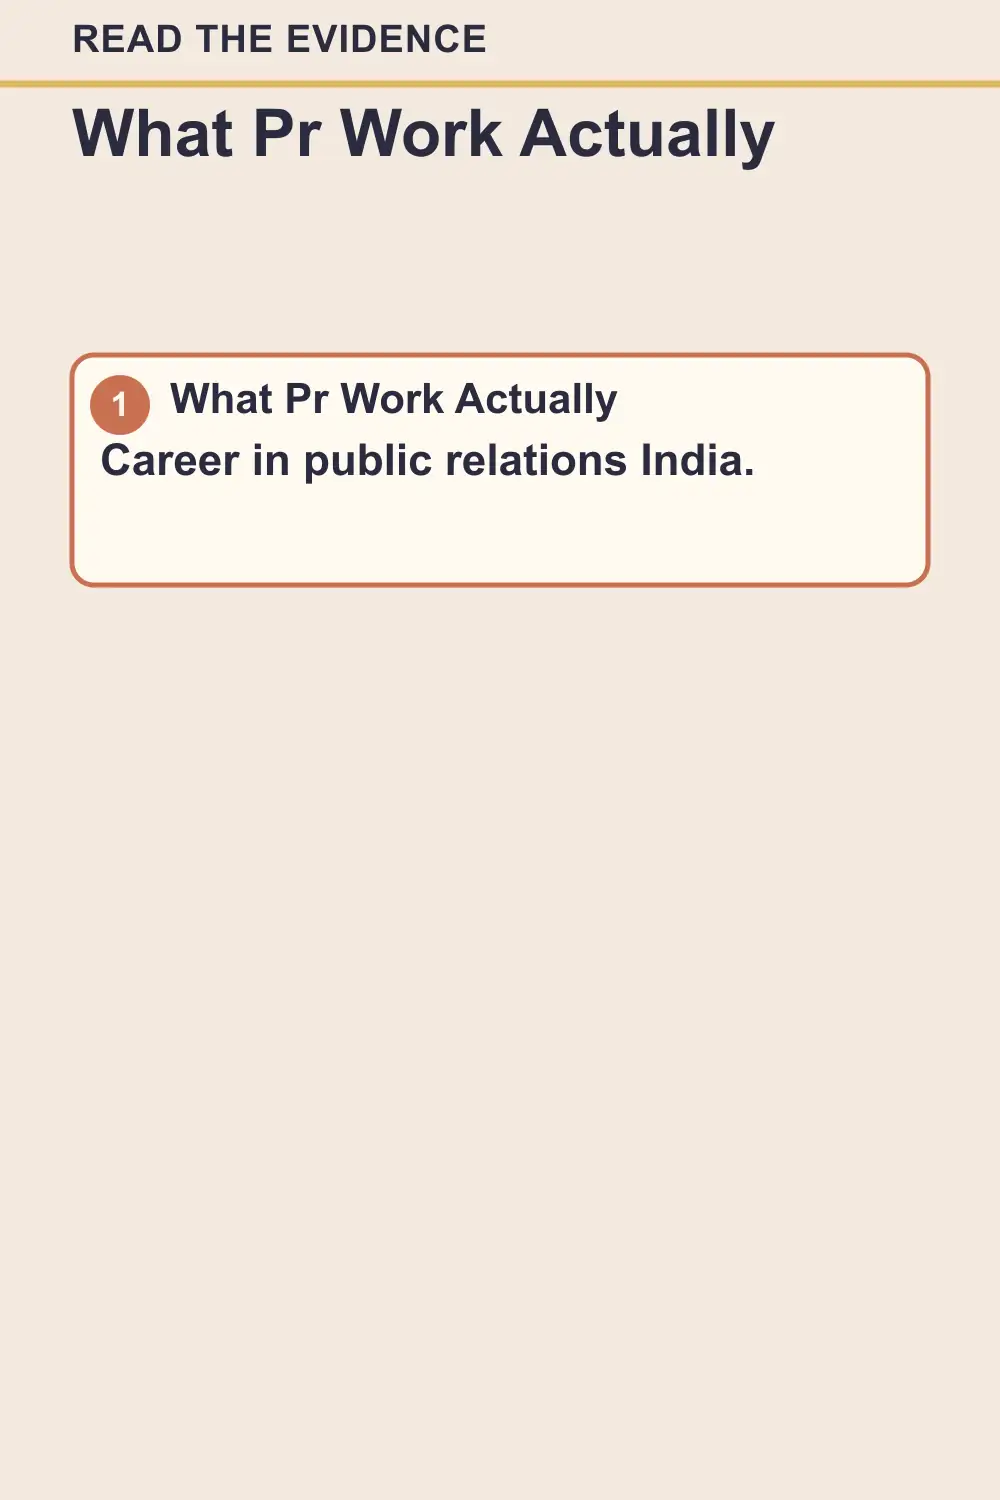 READ THE EVIDENCE
What Pr Work Actually
1 What Pr Work Actually
Career in public relations India.